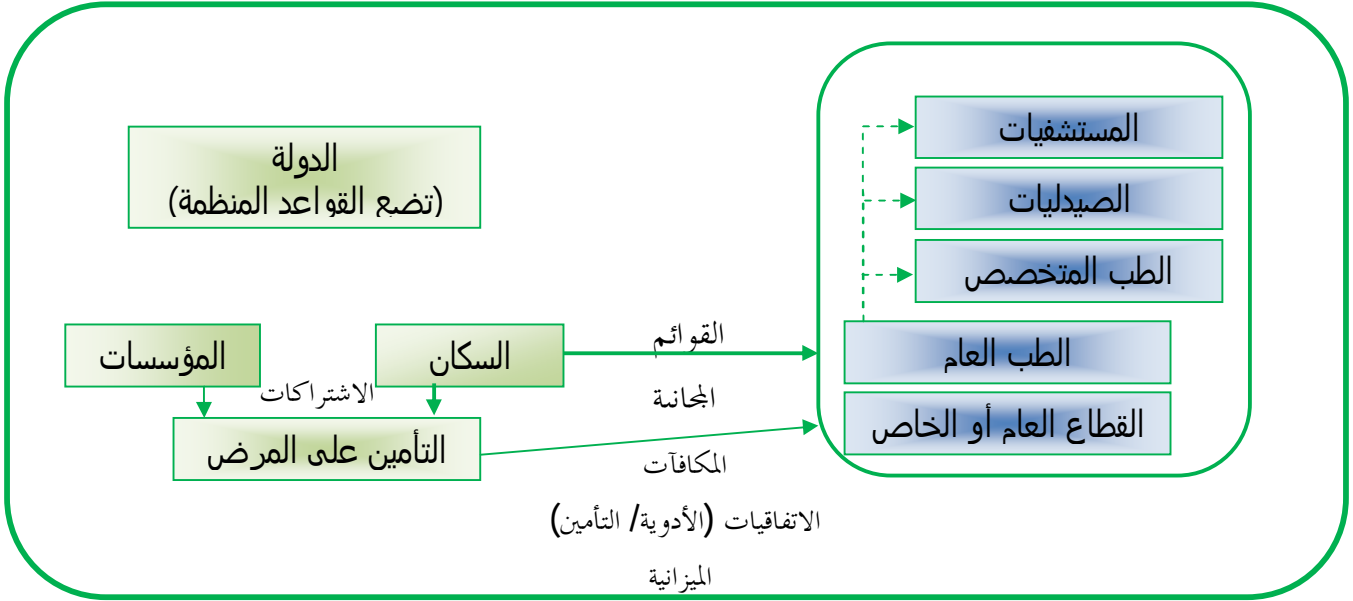 المستشفيات
الدولة
(تضع القواعد المنظمة)
الصيدليات
الطب المتخصص
القوائم
الطب العام
السكان
المؤسسات
الاشتراكات
المجانية
القطاع العام أو الخاص
التأمين على المرض
المكافآت
الاتفاقيات (الأدوية/ التأمين)
الميزانية